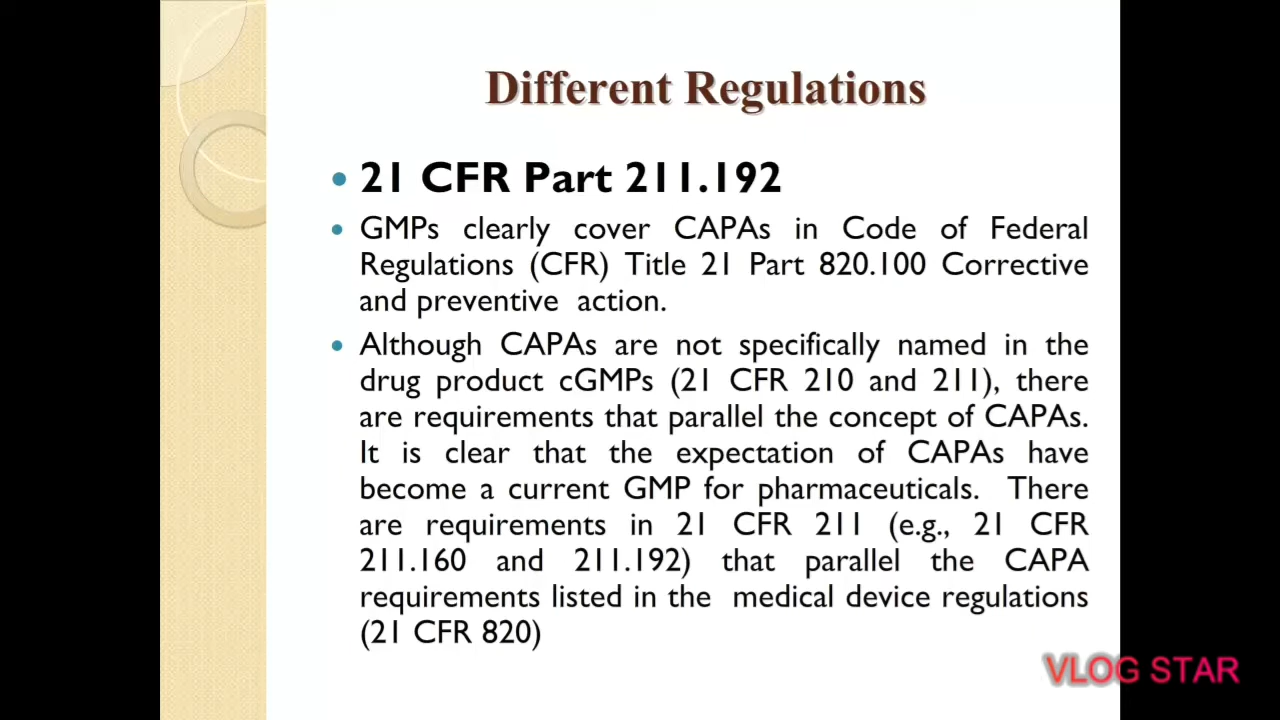 Different Regulations
• 21 CFR Part 211.192
• GMPs clearly cover CAPAs in Code of Federal
Regulations (CFR) Title 21 Part 820.100 Corrective
and preventive action.
• Although CAPAs are not specifically named in the
drug product cGMPs (21 CFR 210 and 211), there
are requirements that parallel the concept of CAPAs.
It is clear that the expectation of CAPAs have
become a current GMP for pharmaceuticals. There
are requirements in 21 CFR 211 (e.g., 21 CFR
211.160 and 211.192) that parallel the CAPA
requirements listed in the medical device regulations
(21 CFR 820)
VLOG STAR